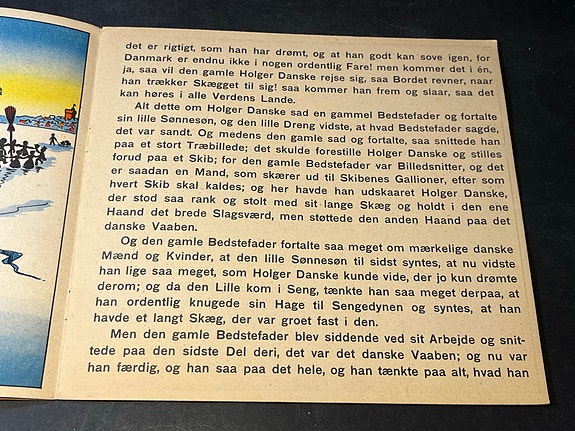 det er rigtigt, som han har drømt, og at han godt kan sove igen, for
Danmark er endnu ikke i nogen ordentlig Fare! men kommer det i én,
ja, saa vil den gamle Holger Danske rejse sig, saa Bordet revner, naar
han trækker Skægget til sig! saa kommer han frem og slaar, saa det
kan høres i alle Verdens Lande.
Alt dette om Holger Danske sad en gammel Bedstefader og fortalte
sin lille Sønnesøn, og den lille Dreng vidste, at hvad Bedstefader sagde,
det var sandt. Og medens den gamle sad og fortalte, saa snittede han
paa et stort Træbillede; det skulde forestille Holger Danske og stilles
forud paa et Skib; for den gamle Bedstefader var Billedsnitter, og det
er saadan en Mand, som skærer ud til Skibenes Gallioner, efter som
hvert Skib skal kaldes; og her havde han udskaaret Holger Danske,
der stod saa rank og stolt med sit lange Skæg og holdt i den ene
Haand det brede Slagsværd, men støttede den anden Haand paa det
danske Vaaben.
Og den gamle Bedstefader fortalte saa meget om mærkelige danske
Mænd og Kvinder, at den lille Sønnesøn til sidst syntes, at nu vidste
han lige saa meget, som Holger Danske kunde vide, der jo kun drømte
derom; og da den Lille kom i Seng, tænkte han saa meget derpaa, at
han ordentlig knugede sin Hage til Sengedynen og syntes, at han
havde et langt Skæg, der var groet fast i den.
Men den gamle Bedstefader blev siddende ved sit Arbejde og snit-
tede paa den sidste Del deri, det var det danske Vaaben; og nu var
han færdig, og han saa paa det hele, og han tænkte paa alt, hvad han